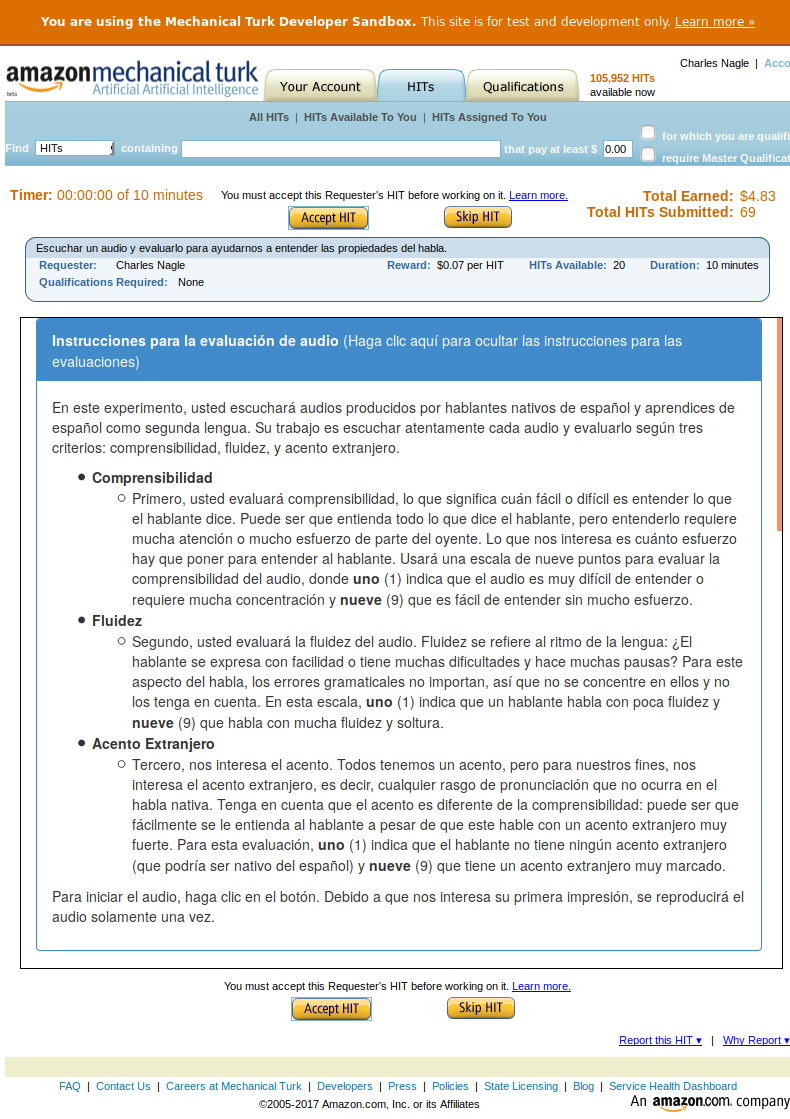 You are using the Mechanical Turk Developer Sandbox. This site is for test and development only. Learn more »
Charles Nagle | Acco
amazonmechanical turk
beta Artificial Artificial Intelligence
Your Account HITs Qualifications
105,952 HITs
available now
All HITs | HITs Available To You | HITs Assigned To You
Find HITs containing that pay at least $ 0.00
for which you are qualifi
require Master Qualificat
Timer: 00:00:00 of 10 minutes
You must accept this Requester's HIT before working on it. Learn more.
Accept HIT Skip HIT
Total Earned: $4.83
Total HITs Submitted: 69
Escuchar un audio y evaluarlo para ayudarnos a entender las propiedades del habla.
Requester: Charles Nagle Reward: $0.07 per HIT HITs Available: 20 Duration: 10 minutes
Qualifications Required: None
Instrucciones para la evaluación de audio (Haga clic aquí para ocultar las instrucciones para las
evaluaciones)
En este experimento, usted escuchará audios producidos por hablantes nativos de español y aprendices de
español como segunda lengua. Su trabajo es escuchar atentamente cada audio y evaluarlo según tres
criterios: comprensibilidad, fluidez, y acento extranjero.
Comprensibilidad
Primero, usted evaluará comprensibilidad, lo que significa cuán fácil o difícil es entender lo que
el hablante dice. Puede ser que entienda todo lo que dice el hablante, pero entenderlo requiere
mucha atención o mucho esfuerzo de parte del oyente. Lo que nos interesa es cuánto esfuerzo
hay que poner para entender al hablante. Usará una escala de nueve puntos para evaluar la
comprensibilidad del audio, donde uno (1) indica que el audio es muy difícil de entender o
requiere mucha concentración y nueve (9) que es fácil de entender sin mucho esfuerzo.
Fluidez
Segundo, usted evaluará la fluidez del audio. Fluidez se refiere al ritmo de la lengua: ¿El
hablante se expresa con facilidad o tiene muchas dificultades y hace muchas pausas? Para este
aspecto del habla, los errores gramaticales no importan, así que no se concentre en ellos y no
los tenga en cuenta. En esta escala, uno (1) indica que un hablante habla con poca fluidez y
nueve (9) que habla con mucha fluidez y soltura.
Acento Extranjero
Tercero, nos interesa el acento. Todos tenemos un acento, pero para nuestros fines, nos
interesa el acento extranjero, es decir, cualquier rasgo de pronunciación que no ocurra en el
habla nativa. Tenga en cuenta que el acento es diferente de la comprensibilidad: puede ser que
fácilmente se le entienda al hablante a pesar de que este hable con un acento extranjero muy
fuerte. Para esta evaluación, uno (1) indica que el hablante no tiene ningún acento extranjero
(que podría ser nativo del español) y nueve (9) que tiene un acento extranjero muy marcado.
Para iniciar el audio, haga clic en el botón. Debido a que nos interesa su primera impresión, se reproducirá el
audio solamente una vez.
You must accept this Requester's HIT before working on it. Learn more.
Accept HIT Skip HIT
Report this HIT ▾ | Why Report ▾
FAQ | Contact Us | Careers at Mechanical Turk | Developers | Press | Policies | State Licensing | Blog | Service Health Dashboard
©2005-2017 Amazon.com, Inc. or its Affiliates
An amazon.com. company